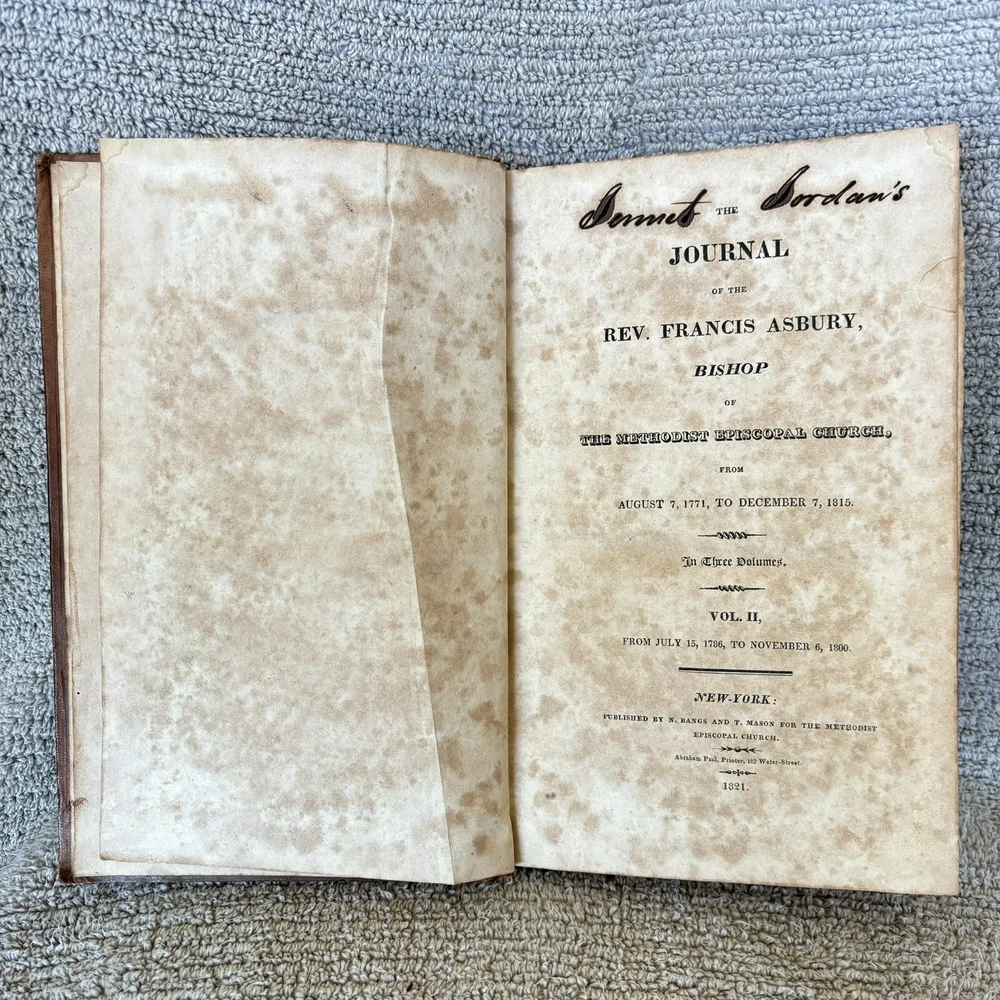 Jordan's
THE
JOURNAL
OF THE
REV. FRANCIS ASBURY,
BISHOP
OF
THE METHODIST EPISCOPAL CHURCH,
FROM
AUGUST 7, 1771, TO DECEMBER 7, 1815.
In Three Volumes.
VOL. II,
FROM JULY 15, 1786, TO NOVEMBER 6, 1800.
NEW-YORK:
PUBLISHED BY N. BANGS AND T. MASON FOR THE METHODIST
EPISCOPAL CHURCH.
Abraham Paul, Printer, 182 Water-Street.
1821.